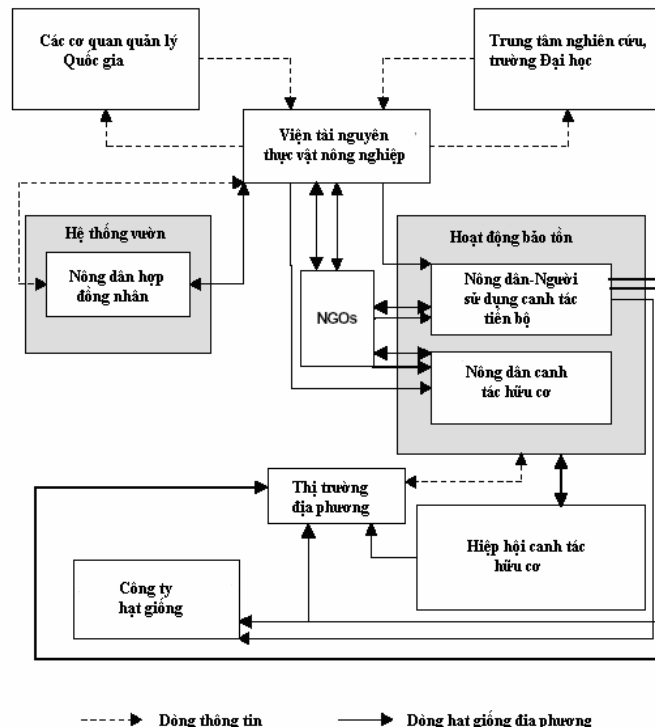 Các cơ quan quản lý
Quốc gia
Trung tâm nghiên cứu,
trường Đại học
Viện tài nguyên
thực vật nông nghiệp
Hệ thống vườn
Nông dân hợp
đồng nhân
Hoạt động bảo tồn
Nông dân-Người
sử dụng canh tác
tiến bộ
NGOs
Nông dân canh
tác hữu cơ
Thị trường
địa phương
Hiệp hội canh tác
hữu cơ
Công ty
hạt giống
Dòng thông tin
Dòng hạt giống địa phương